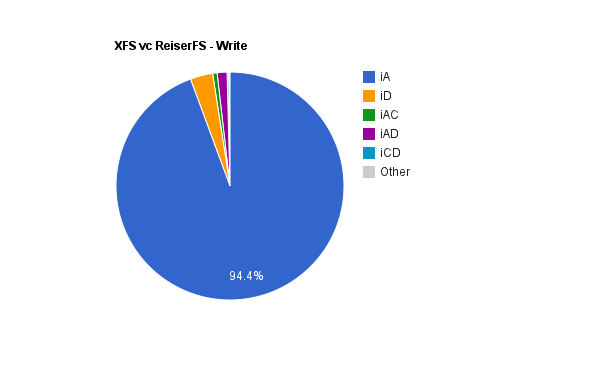 XFS vc ReiserFS - Write
iA
iD
iAC
iAD
iCD
Other
94.4%